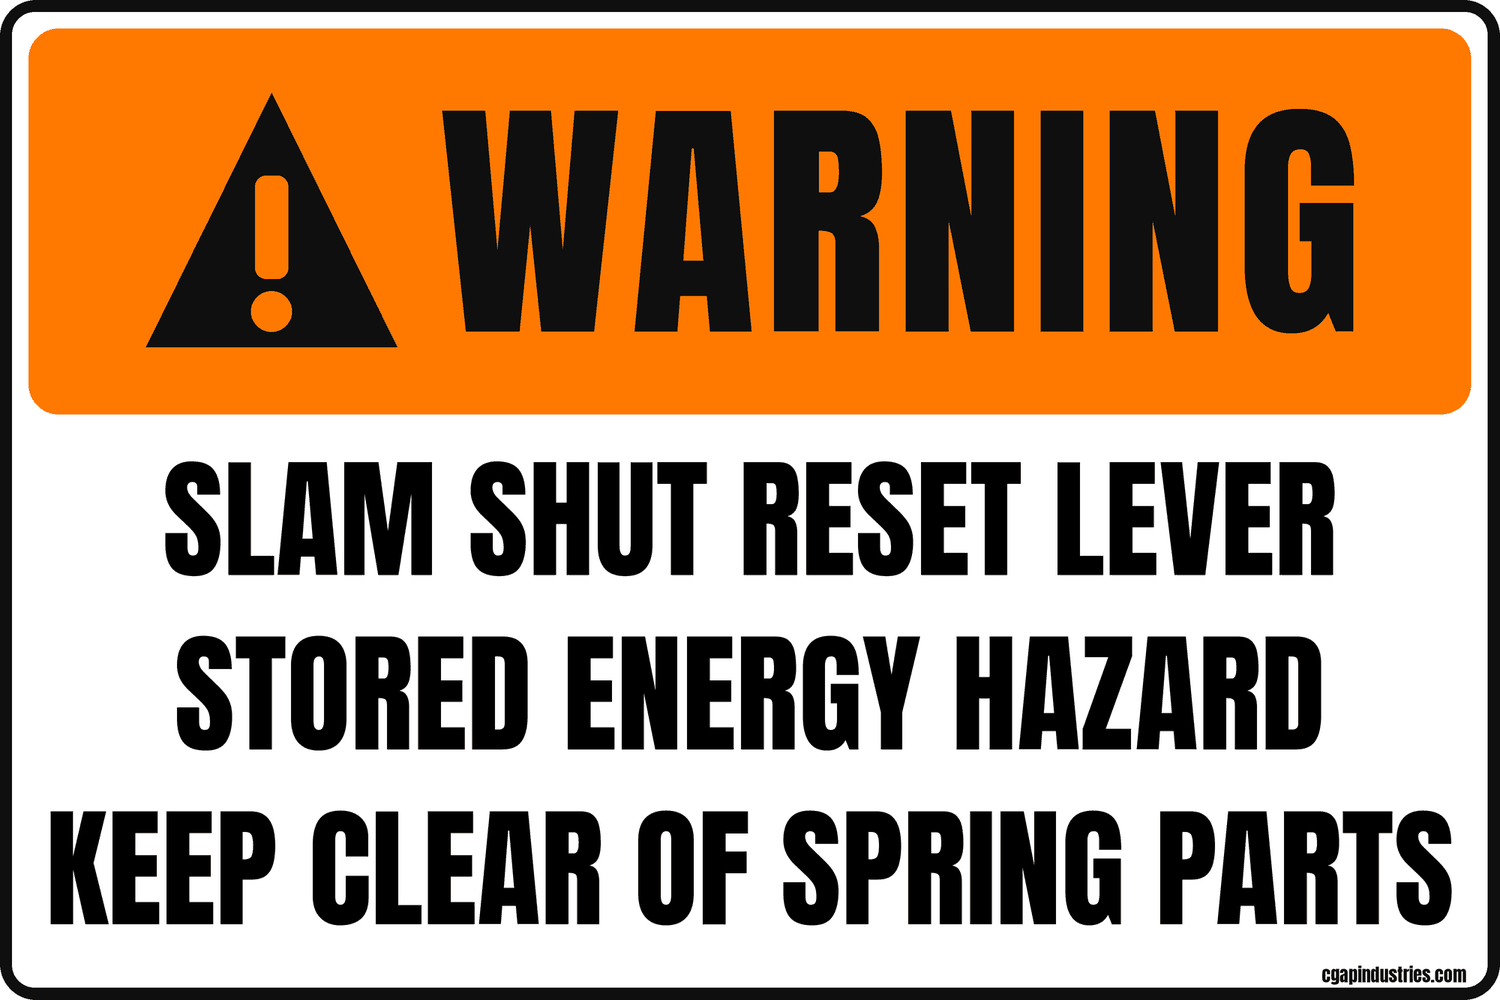 WARNING
SLAM SHUT RESET LEVER
STORED ENERGY HAZARD
KEEP CLEAR OF SPRING PARTS
cgapindustries.com